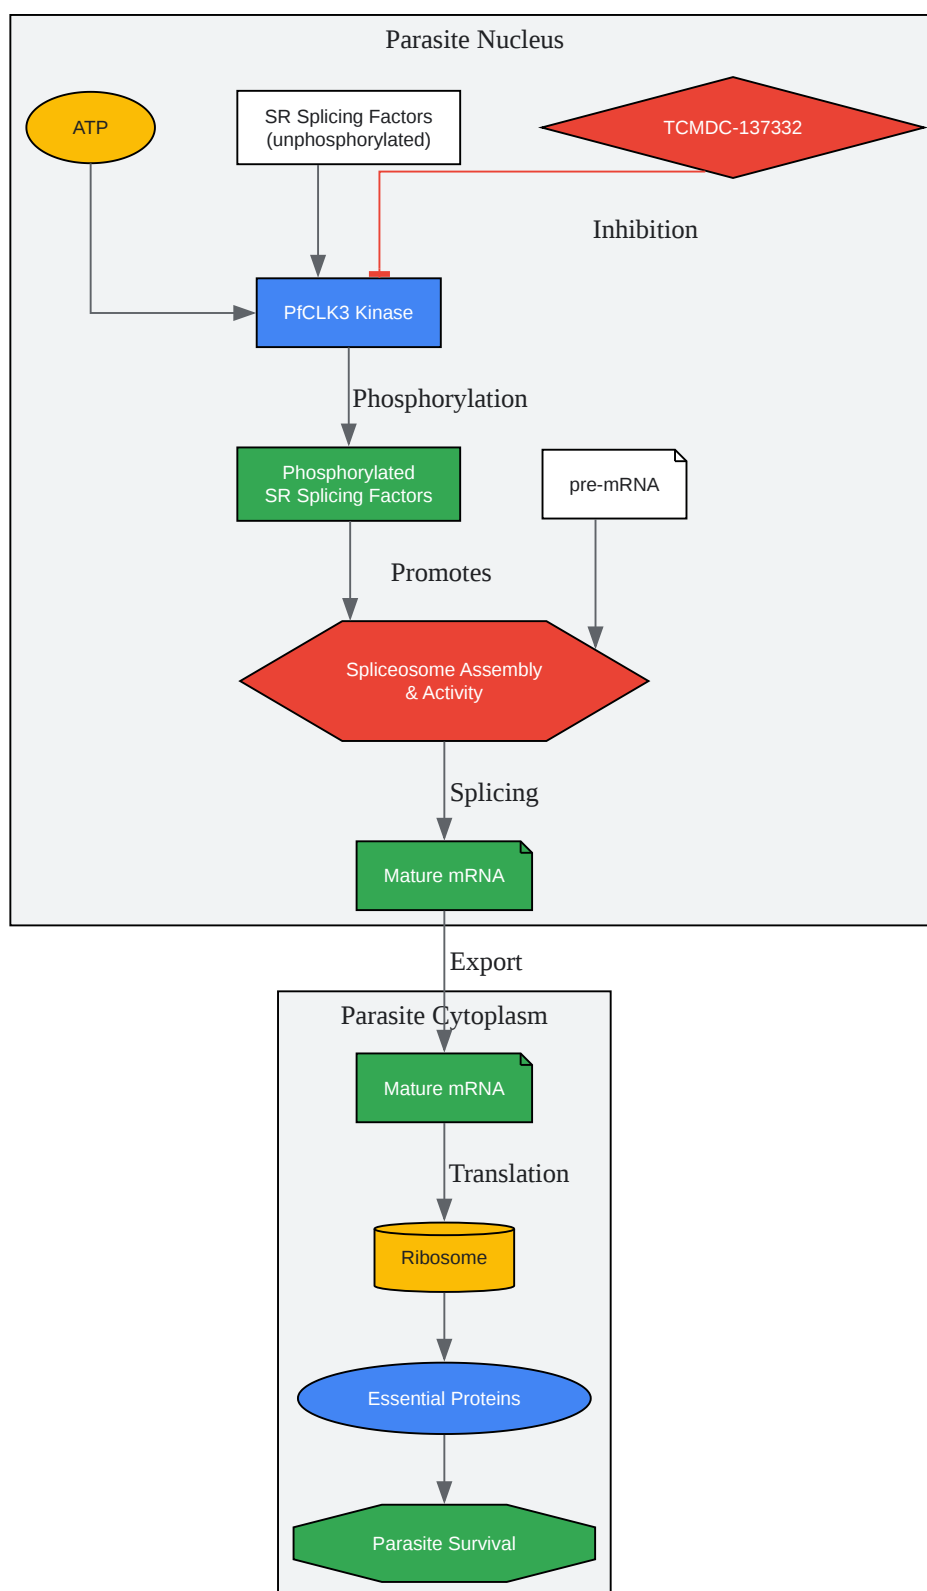 Parasite Nucleus
ATP
SR Splicing Factors
(unphosphorylated)
TCMDC-137332
Inhibition
PfCLK3 Kinase
Phosphorylation
Phosphorylated
SR Splicing Factors
pre-mRNA
Promotes
Spliceosome Assembly
& Activity
Splicing
Mature mRNA
Export
Parasite Cytoplasm
Mature mRNA
Translation
Ribosome
Essential Proteins
Parasite Survival